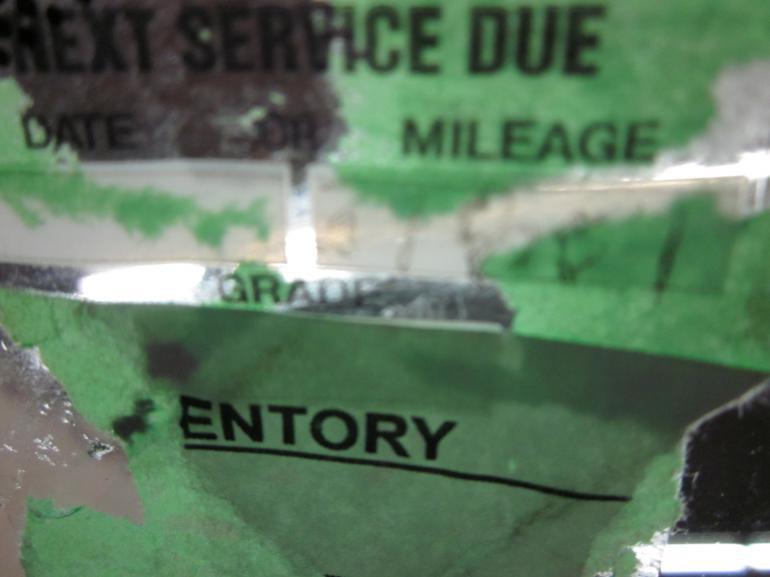 NEXT SERVICE DUE
DATE OR MILEAGE
GRADE
ENTORY